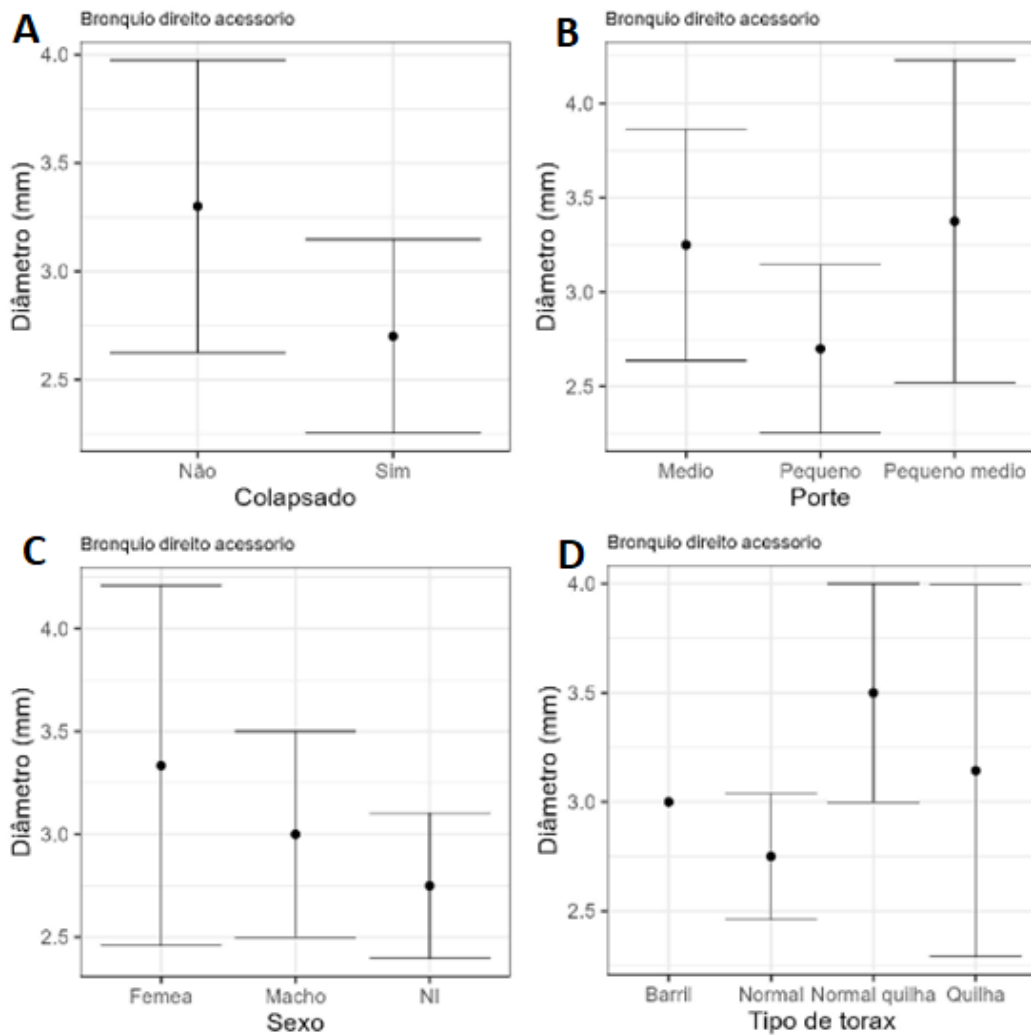 A
Bronquio direito acessorio
Diâmetro (mm)
4.0
3.5
3.0
2.5
Não Sim
Colapsado
B
Bronquio direito acessorio
Diâmetro (mm)
4.0
3.5
3.0
2.5
Medio Pequeno Pequeno medio
Porte
C
Bronquio direito acessorio
Diâmetro (mm)
4.0
3.5
3.0
2.5
Femea Macho NI
Sexo
D
Bronquio direito acessorio
Diâmetro (mm)
4.0
3.5
3.0
2.5
Barril Normal Normal quilha Quilha
Tipo de torax